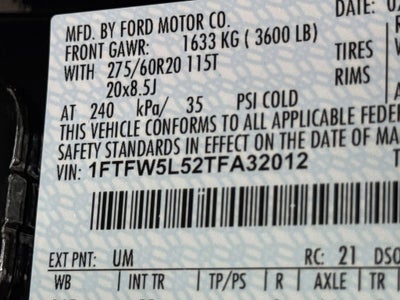 MFD. BY FORD MOTOR CO.
DATE:
FRONT GAWR: 1633 KG ( 3600 LB)
WITH 275/60R20 115T TIRES
20x8.5J RIMS
AT 240 kPa/ 35 PSI COLD
THIS VEHICLE CONFORMS TO ALL APPLICABLE FEDER
SAFETY STANDARDS IN EFFECT ON THE DATE OF MA
VIN: 1FTFW5L52TFA32012
EXT PNT: UM RC: 21 DSO
WB INT TR TP/PS R AXLE TR